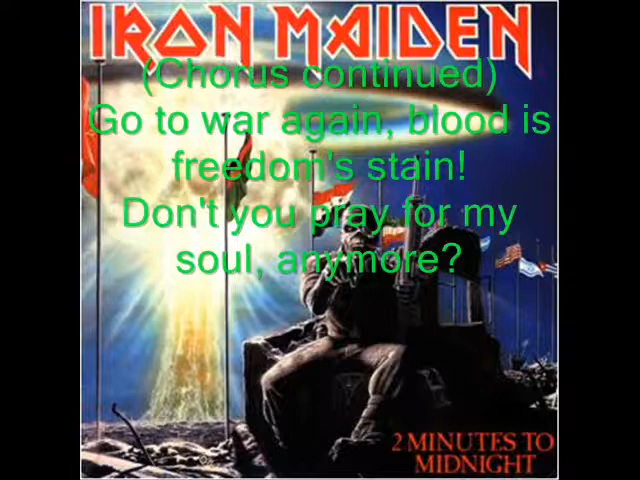 IRON MAIDEN
(Chorus continued)
Go to war again, blood is
freedom's stain!
Don't you pray for my
soul, anymore?
2 MINUTES TO
MIDNIGHT